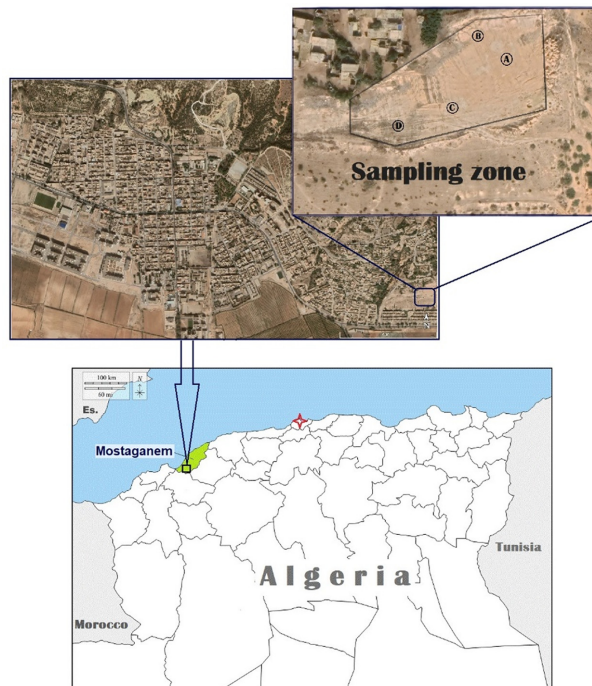 B
A
C
D
Sampling zone
N
100 km
60 mi
N
Es.
Mostaganem
Tunisia
Algeria
Morocco